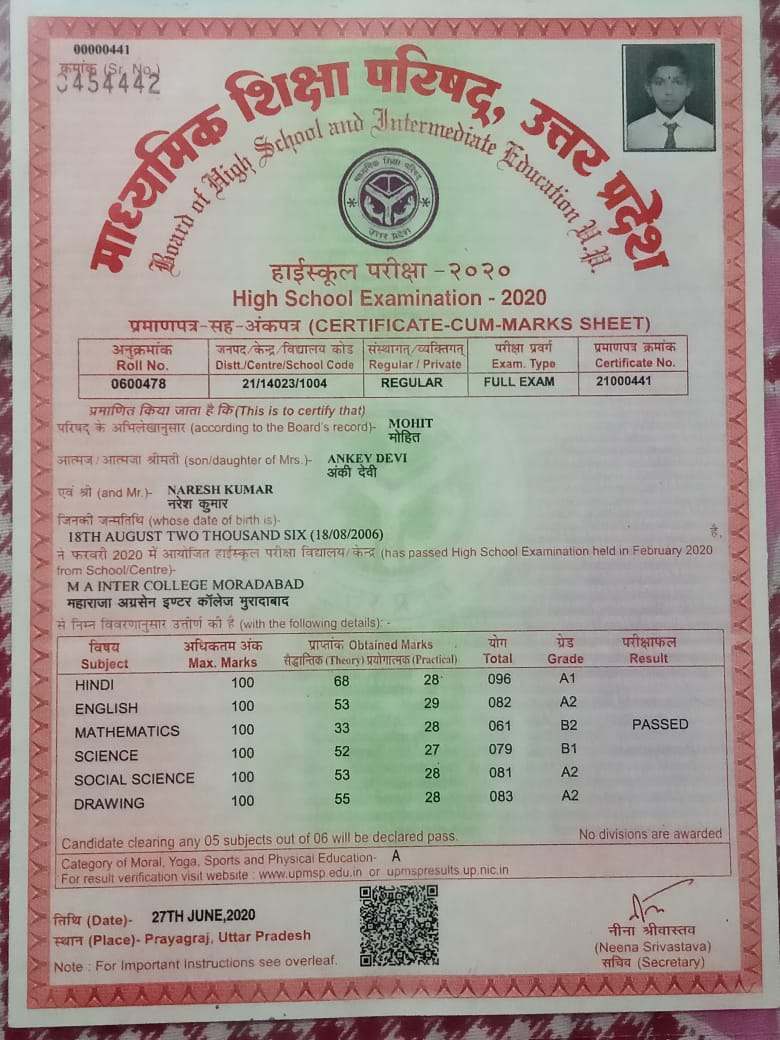 00000441
क्रमांक (Sr. No.)
3454442
माध्यमिक शिक्षा परिषद्, उत्तर प्रदेश
Board of High School and Intermediate Education U.P.
माध्यमिक शिक्षा परिषद्
उत्तर प्रदेश
हाईस्कूल परीक्षा - २०२०
High School Examination - 2020
प्रमाणपत्र-सह-अंकपत्र (CERTIFICATE-CUM-MARKS SHEET)
अनुक्रमांक जनपद/केन्द्र/विद्यालय कोड संस्थागत/व्यक्तिगत परीक्षा प्रवर्ग प्रमाणपत्र क्रमांक
Roll No. Distt./Centre/School Code Regular / Private Exam. Type Certificate No.
0600478 21/14023/1004 REGULAR FULL EXAM 21000441
प्रमाणित किया जाता है कि(This is to certify that)
परिषद के अभिलेखानुसार (according to the Board's record)- MOHIT
मोहित
आत्मज/आत्मजा श्रीमती (son/daughter of Mrs.)- ANKEY DEVI
अंकी देवी
एवं श्री (and Mr.)- NARESH KUMAR
नरेश कुमार
जिनकी जन्मतिथि (whose date of birth is)-
18TH AUGUST TWO THOUSAND SIX (18/08/2006) है,
ने फरवरी 2020 में आयोजित हाईस्कूल परीक्षा विद्यालय/केन्द्र (has passed High School Examination held in February 2020
from School/Centre)-
M A INTER COLLEGE MORADABAD
महाराजा अग्रसेन इण्टर कॉलेज मुरादाबाद
से निम्न विवरणानुसार उत्तीर्ण की है (with the following details): -
विषय अधिकतम अंक प्राप्तांक Obtained Marks योग ग्रेड परीक्षाफल
Subject Max. Marks सैद्धान्तिक (Theory) प्रयोगात्मक (Practical) Total Grade Result
HINDI 100 68 28 096 A1
ENGLISH 100 53 29 082 A2
MATHEMATICS 100 33 28 061 B2 PASSED
SCIENCE 100 52 27 079 B1
SOCIAL SCIENCE 100 53 28 081 A2
DRAWING 100 55 28 083 A2
Candidate clearing any 05 subjects out of 06 will be declared pass. No divisions are awarded
Category of Moral, Yoga, Sports and Physical Education- A
For result verification visit website : www.upmsp.edu.in or upmspresults.up.nic.in
तिथि (Date)- 27TH JUNE,2020
स्थान (Place)- Prayagraj, Uttar Pradesh
Note : For Important Instructions see overleaf.
नीना श्रीवास्तव
(Neena Srivastava)
सचिव (Secretary)